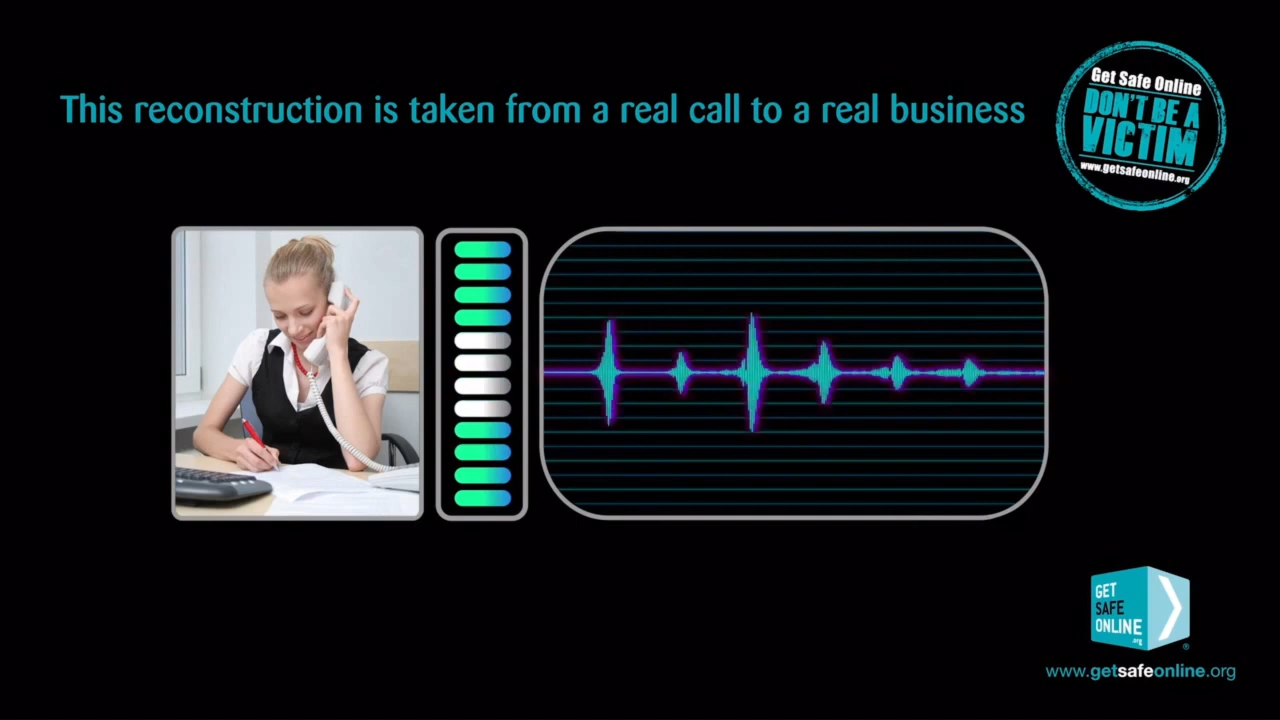 This reconstruction is taken from a real call to a real business
Get Safe Online
DON'T BE A
VICTIM
www.getsafeonline.org
GET
SAFE
ONLINE
.org
®
www.getsafeonline.org